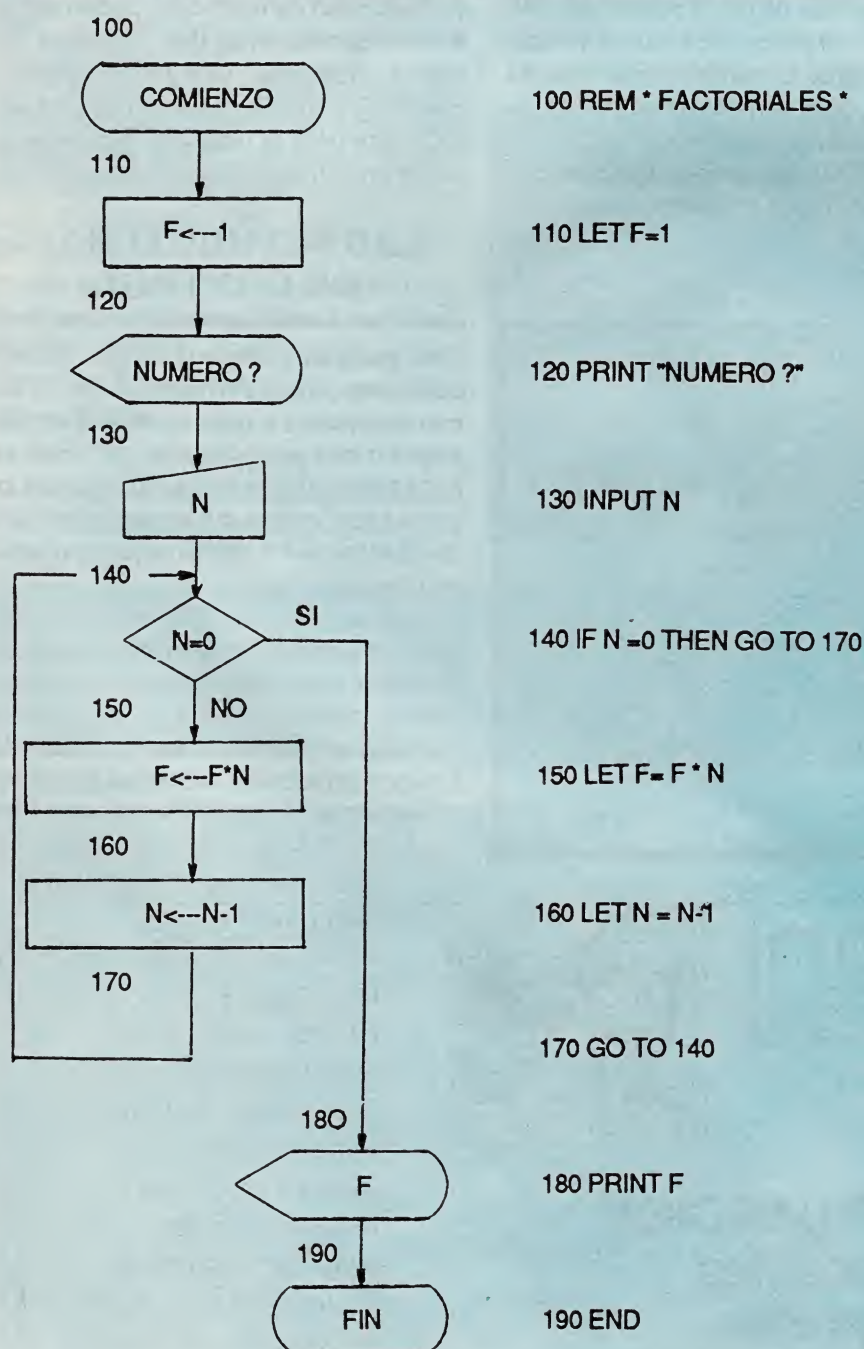 100
COMIENZO
100 REM * FACTORIALES *
110
F<---1
110 LET F=1
120
NUMERO ?
120 PRINT "NUMERO ?"
130
N
130 INPUT N
140
SI
N=0
140 IF N =0 THEN GO TO 170
150
NO
F<---F*N
150 LET F= F * N
160
N<---N-1
160 LET N = N-1
170
170 GO TO 140
180
F
180 PRINT F
190
FIN
190 END